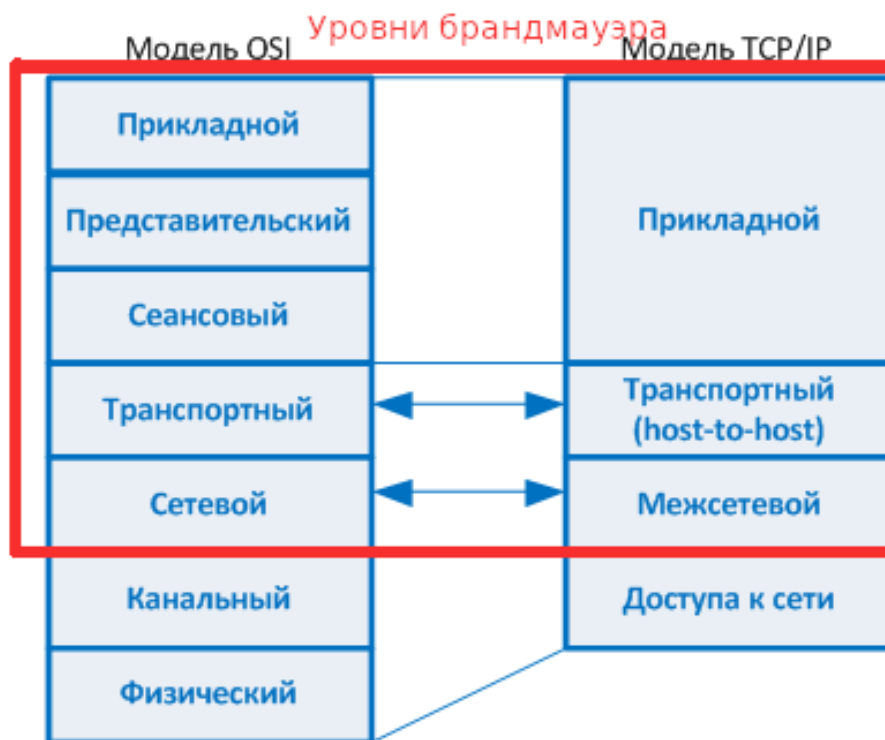 Уровни брандмауэра
Модель OSI
Модель TCP/IP
Прикладной
Представительский
Сеансовый
Транспортный
Сетевой
Канальный
Физический
Прикладной
Транспортный
(host-to-host)
Межсетевой
Доступа к сети